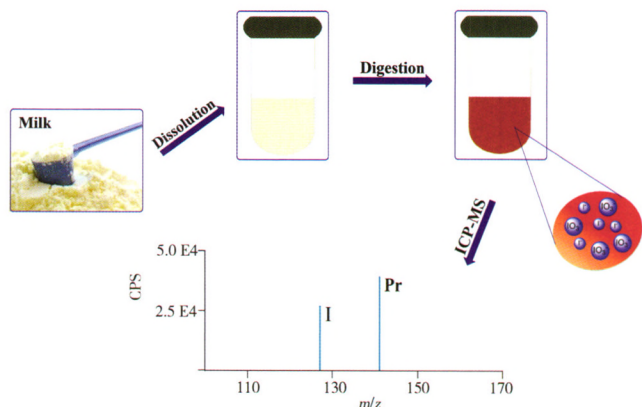 Milk
Dissolution
Digestion
ICP-MS
5.0 E4
2.5 E4
CPS
I
Pr
110
130
150
170
m/z